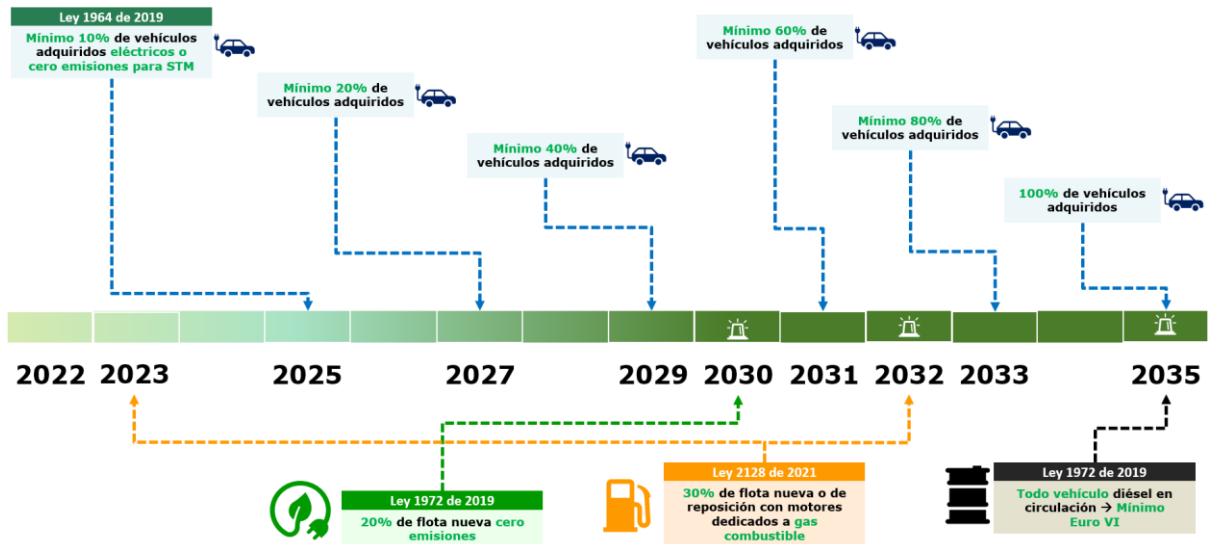 Ley 1964 de 2019
Mínimo 10% de vehículos
adquiridos eléctricos o
cero emisiones para STM
Mínimo 20% de
vehículos adquiridos
Mínimo 40% de
vehículos adquiridos
Mínimo 60% de
vehículos adquiridos
Mínimo 80% de
vehículos adquiridos
100% de vehículos
adquiridos
2022 2023 2025 2027 2029 2030 2031 2032 2033 2035
Ley 1972 de 2019
20% de flota nueva cero
emisiones
Ley 2128 de 2021
30% de flota nueva o de
reposición con motores
dedicados a gas
combustible
Ley 1972 de 2019
Todo vehículo diésel en
circulación → Mínimo
Euro VI